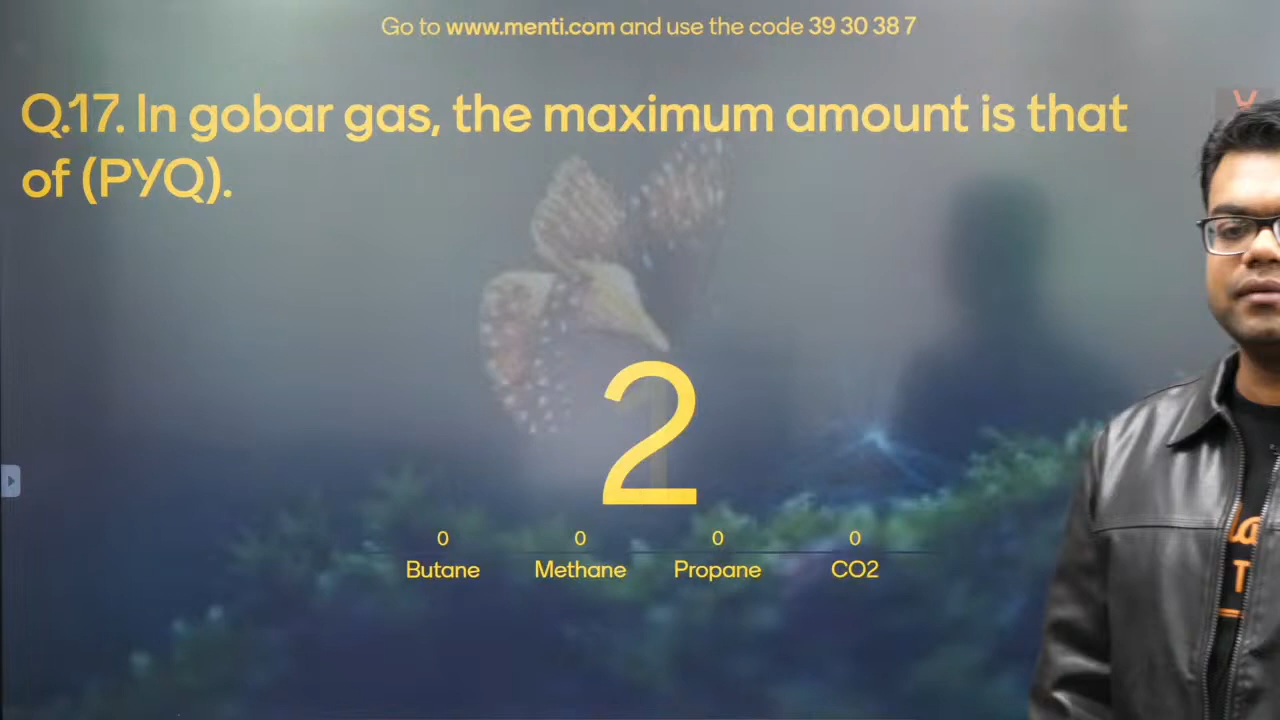 Go to www.menti.com and use the code 39 30 38 7
Q.17. In gobar gas, the maximum amount is that
of (PYQ).
2
0 0 0 0
Butane Methane Propane CO2